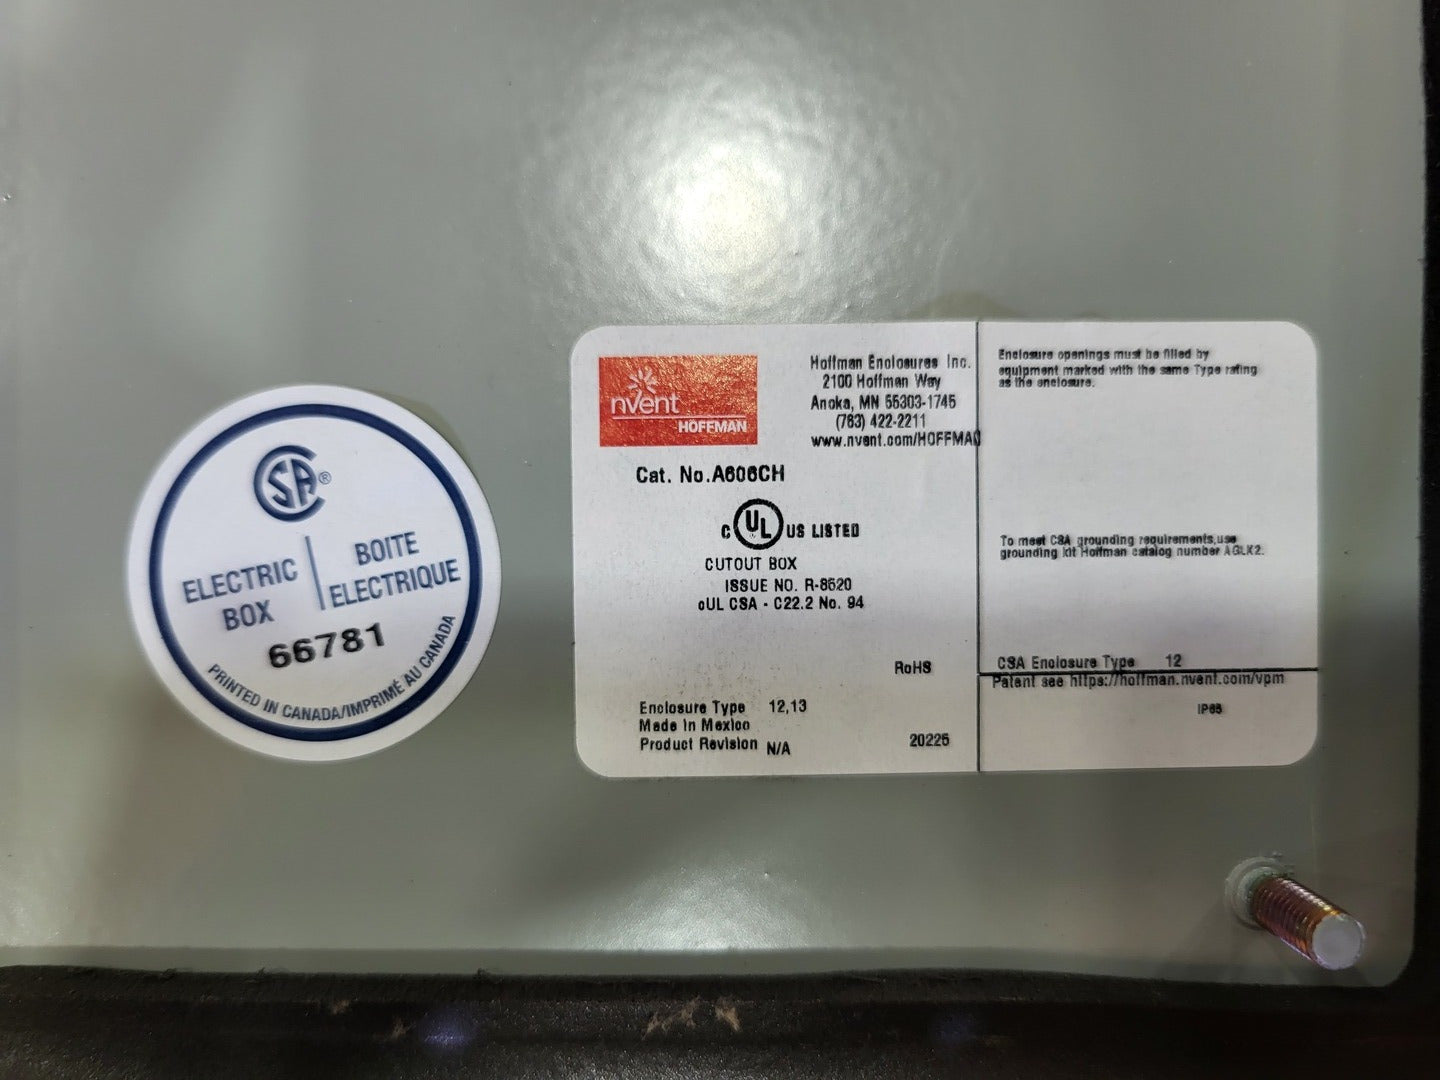 CSA®
ELECTRIC BOX
BOITE ELECTRIQUE
66781
PRINTED IN CANADA/IMPRIMÉ AU CANADA
nVent
HOFFMAN
Hoffman Enclosures Inc.
2100 Hoffman Way
Anoka, MN 55303-1745
(763) 422-2211
www.nvent.com/HOFFMAN
Cat. No.A606CH
C UL US LISTED
CUTOUT BOX
ISSUE NO. R-8520
cUL CSA - C22.2 No. 94
RoHS
Enclosure Type 12,13
Made in Mexico
Product Revision N/A
20225
Enclosure openings must be filled by
equipment marked with the same Type rating
as the enclosure.
To meet CSA grounding requirements,use
grounding kit Hoffman catalog number AGLK2.
CSA Enclosure Type 12
Patent see https://hoffman.nvent.com/vpm
IP65